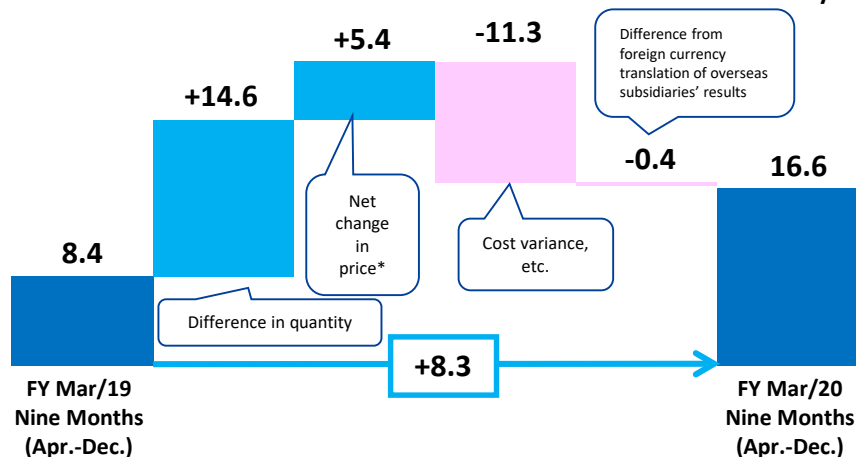 +5.4
-11.3
Difference from
foreign currency
translation of overseas
subsidiaries’ results
+14.6
-0.4
16.6
Net
change
in
price*
Cost variance,
etc.
8.4
Difference in quantity
+8.3
FY Mar/19
Nine Months
(Apr.-Dec.)
FY Mar/20
Nine Months
(Apr.-Dec.)